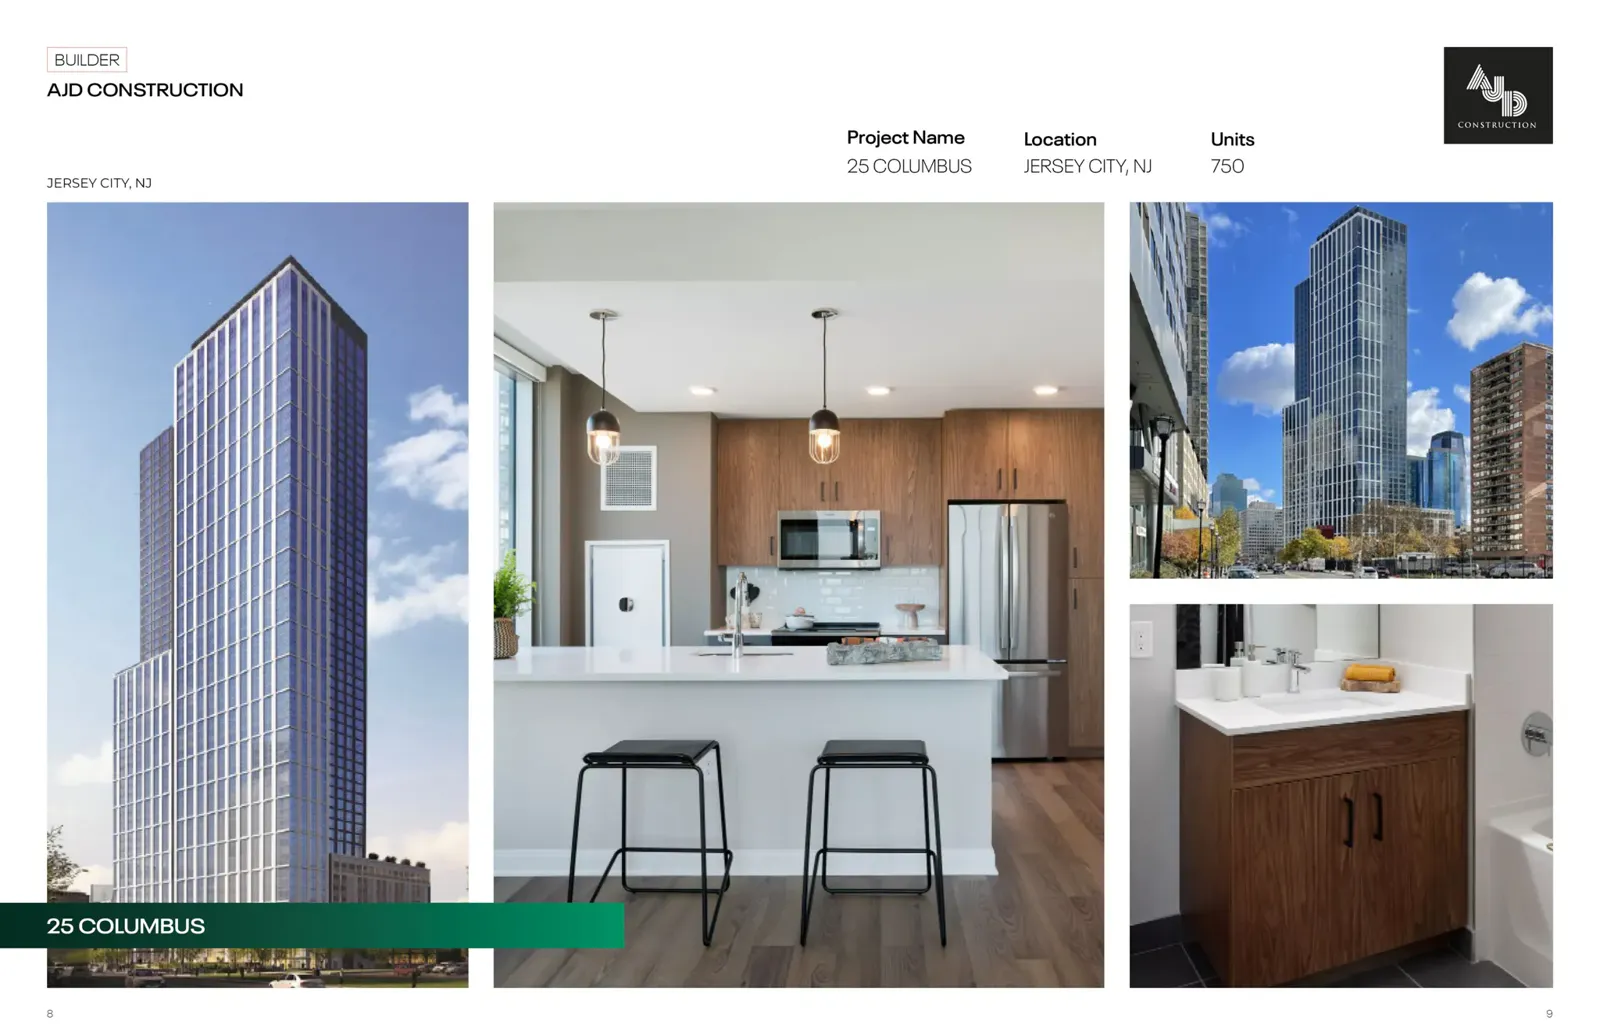 BUILDER
AJD CONSTRUCTION
AJD
CONSTRUCTION
Project Name
25 COLUMBUS
Location
JERSEY CITY, NJ
Units
750
JERSEY CITY, NJ
25 COLUMBUS
8
9